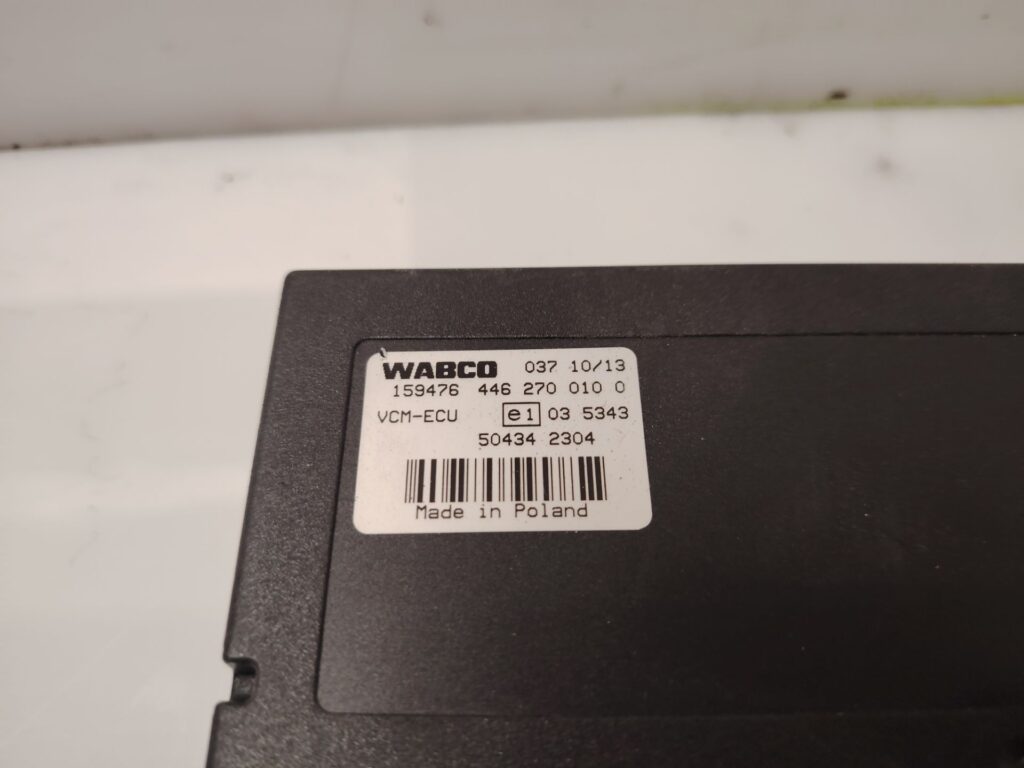 WABCO 037 10/13
159476 446 270 010 0
VCM-ECU e1 03 5343
50434 2304
Made in Poland